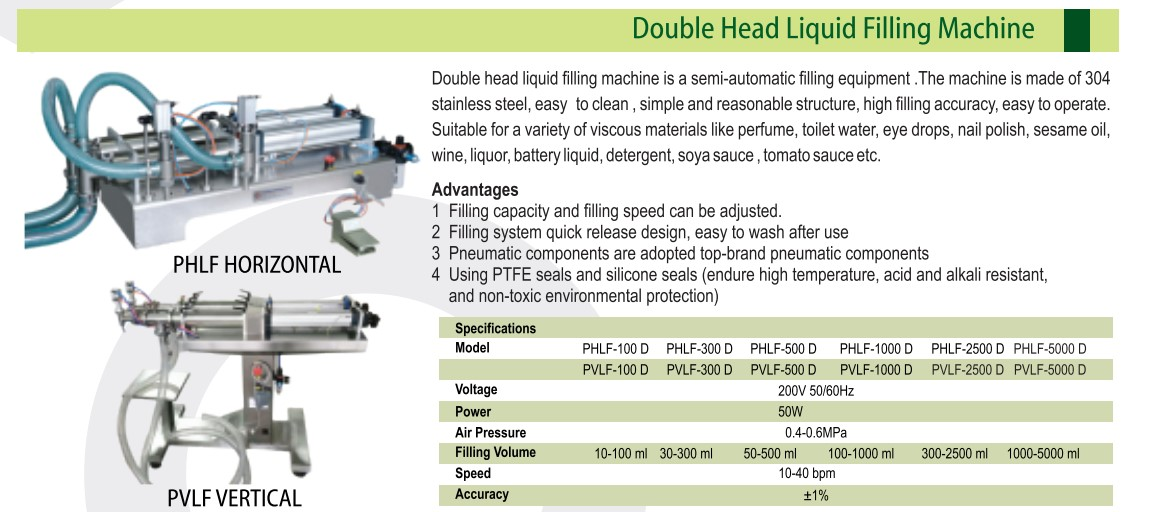 Double Head Liquid Filling Machine
Double head liquid filling machine is a semi-automatic filling equipment .The machine is made of 304
stainless steel, easy  to clean , simple and reasonable structure, high filling accuracy, easy to operate.
Suitable for a variety of viscous materials like perfume, toilet water, eye drops, nail polish, sesame oil,
wine, liquor, battery liquid, detergent, soya sauce , tomato sauce etc.
Advantages
1 Filling capacity and filling speed can be adjusted.
2 Filling system quick release design, easy to wash after use
3 Pneumatic components are adopted top-brand pneumatic components
4 Using PTFE seals and silicone seals (endure high temperature, acid and alkali resistant,
and non-toxic environmental protection)
PHLF HORIZONTAL
PVLF VERTICAL
Specifications
Model PHLF-100 D PHLF-300 D PHLF-500 D PHLF-1000 D PHLF-2500 D PHLF-5000 D
PVLF-100 D PVLF-300 D PVLF-500 D PVLF-1000 D PVLF-2500 D PVLF-5000 D
Voltage 200V 50/60Hz
Power 50W
Air Pressure 0.4-0.6MPa
Filling Volume 10-100 ml 30-300 ml 50-500 ml 100-1000 ml 300-2500 ml 1000-5000 ml
Speed 10-40 bpm
Accuracy ±1%